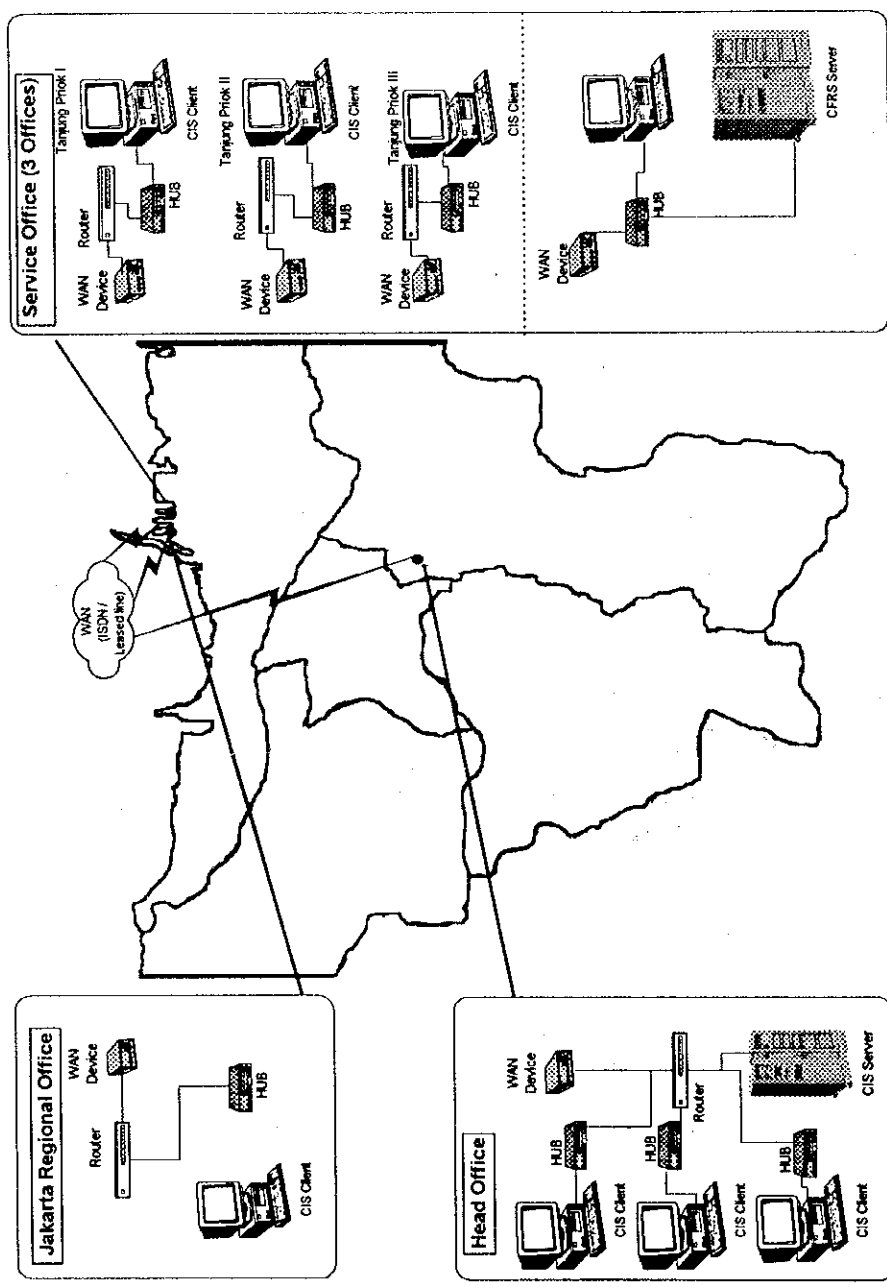 Jakarta Regional Office
Router
WAN
Device
HUB
CIS Client
Head Office
WAN
Device
HUB
HUB
HUB
Router
CIS Client
CIS Client
CIS Client
CIS Server
WAN
(ISDN /
Leased line)
Service Office (3 Offices)
Tanjung Priok I
Router
WAN
Device
HUB
CIS Client
Tanjung Priok II
Router
WAN
Device
HUB
CIS Client
Tanjung Priok III
Router
WAN
Device
HUB
CIS Client
WAN
Device
HUB
CFRS Server